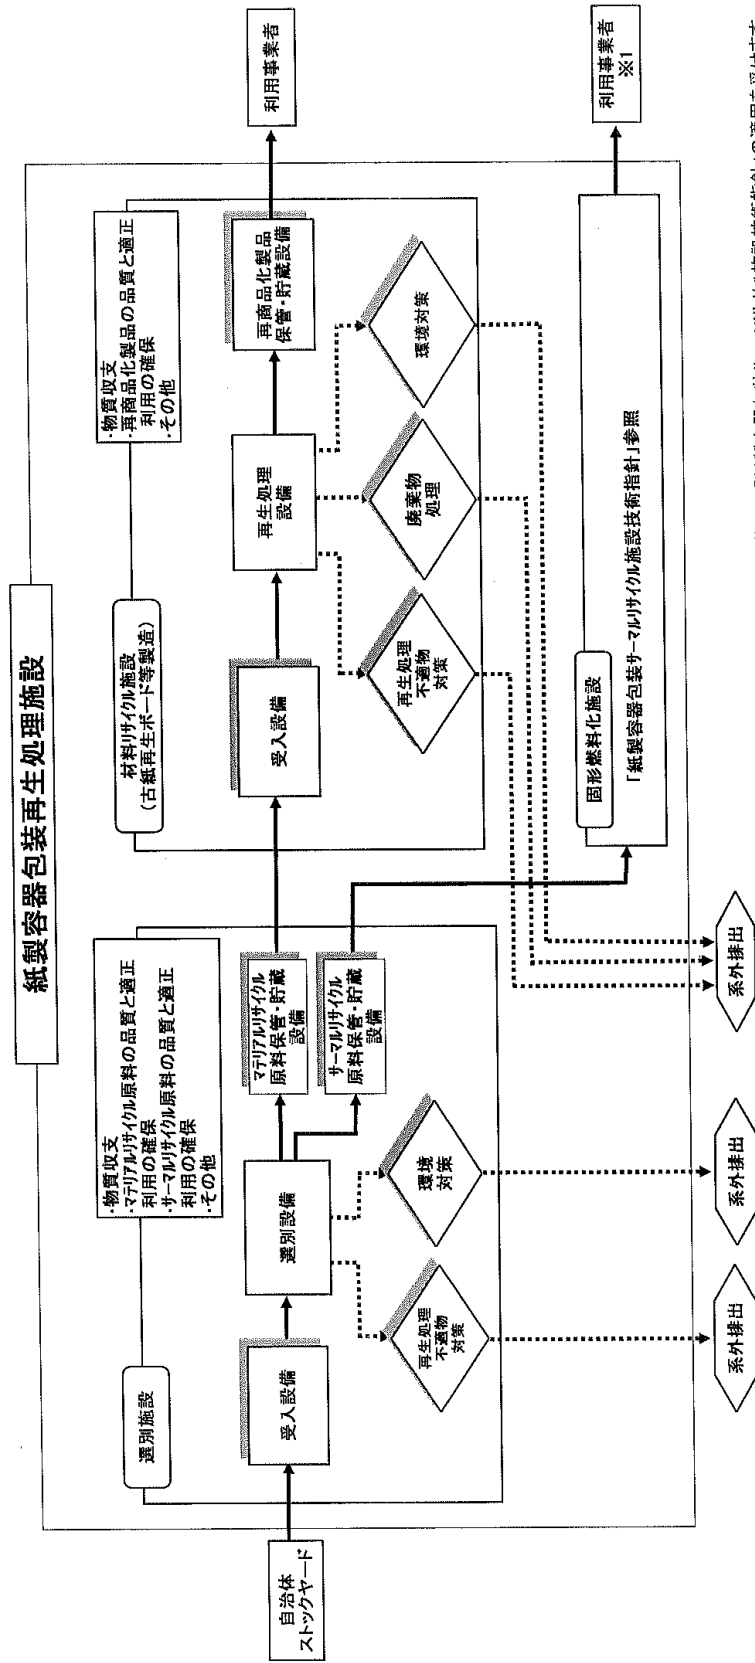 紙製容器包装再生処理施設
選別施設
・物質収支
・マテリアルリサイクル原料の品質と適正
利用の確保
・サーマルリサイクル原料の品質と適正
利用の確保
・その他
自治体
ストックヤード
受入設備
選別設備
マテリアルリサイクル
原料保管・貯蔵
設備
サーマルリサイクル
原料保管・貯蔵
設備
再生処理
不適物
対策
環境
対策
系外排出
系外排出
材料リサイクル施設
(古紙再生ボード等製造)
・物質収支
・再商品化製品の品質と適正
利用の確保
・その他
受入設備
再生処理
設備
再商品化製品
保管・貯蔵設備
利用事業者
再生処理
不適物
対策
廃棄物
処理
環境対策
系外排出
固形燃料化施設
「紙製容器包装サーマルリサイクル施設技術指針」参照
利用事業者
※1
施設技術指針」の適用を受けます